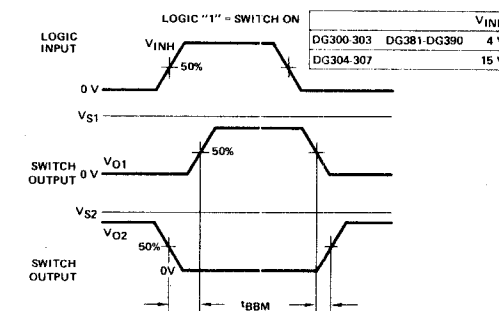 LOGIC "1" = SWITCH ON
VINH
DG300-303 DG381-DG390 4 V
DG304-307 15 V
LOGIC
INPUT
VINH
50%
0 V
VS1
SWITCH
OUTPUT
VO1
0 V
50%
VS2
VO2
SWITCH
OUTPUT
50%
0V
tBBM